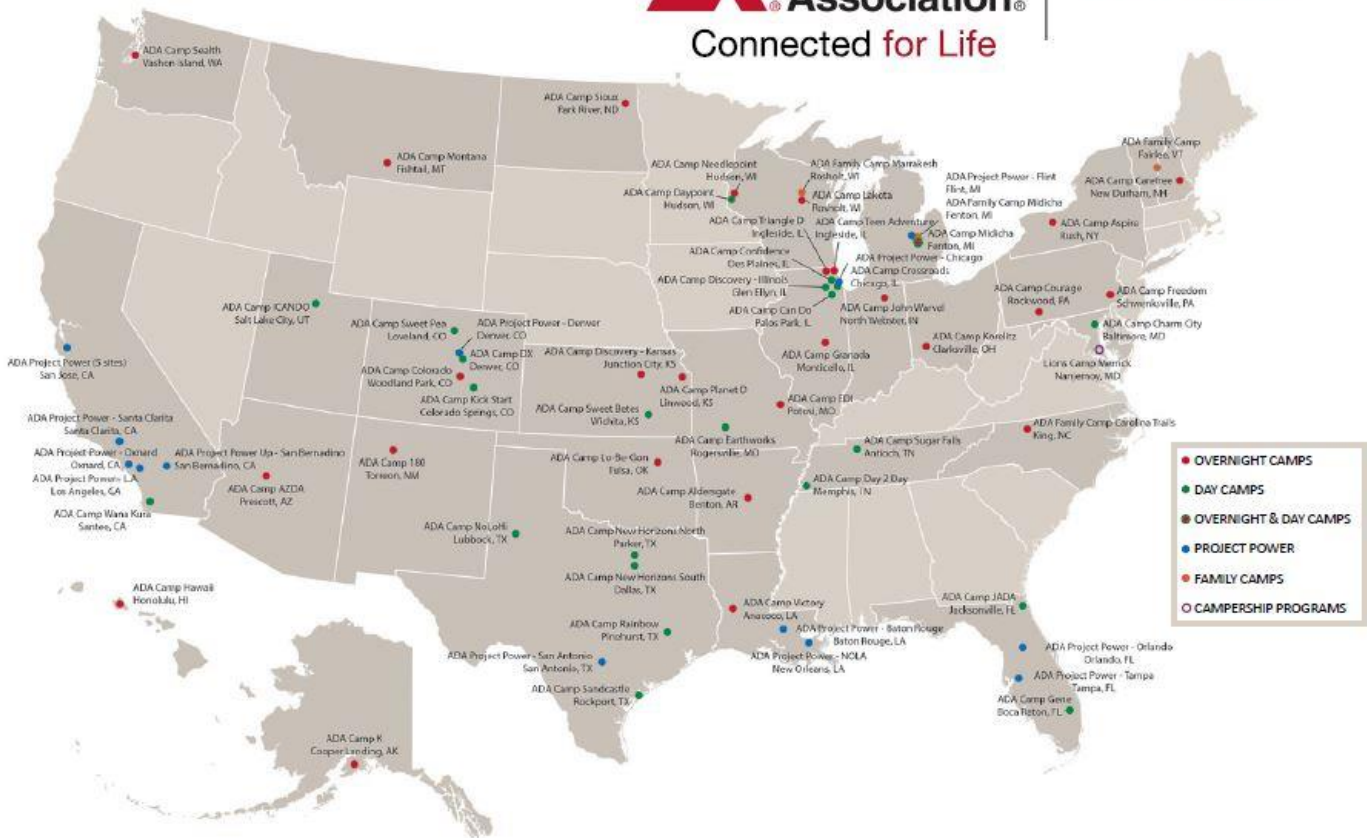 Association®
Connected for Life
ADA Camp Sealth
Vashon Island, WA
ADA Camp Sioux
Park River, ND
ADA Camp Montana
Fishtail, MT
ADA Camp Needlepoint
Hudson, WI
ADA Camp Daypoint
Hudson, WI
ADA Family Camp Marrakesh
Rosholt, WI
ADA Camp Lakota
Rosholt, WI
ADA Project Power - Flint
Flint, MI
ADA Family Camp Midicha
Fenton, MI
ADA Camp Midicha
Fenton, MI
ADA Family Camp
Fairlee, VT
ADA Camp Carefree
New Durham, NH
ADA Camp Aspire
Rush, NY
ADA Camp Triangle D
Ingleside, IL
ADA Camp Teen Adventure
Ingleside, IL
ADA Camp Confidence
Des Plaines, IL
ADA Project Power - Chicago
ADA Camp Crossroads
Chicago, IL
ADA Camp Discovery - Illinois
Glen Ellyn, IL
ADA Camp Can Do
Palos Park, IL
ADA Camp John Warvel
North Webster, IN
ADA Camp Courage
Rockwood, PA
ADA Camp Freedom
Schwenksville, PA
ADA Camp Charm City
Baltimore, MD
Lions Camp Merrick
Nanjemoy, MD
ADA Camp ICANDO
Salt Lake City, UT
ADA Camp Sweet Pea
Loveland, CO
ADA Project Power - Denver
Denver, CO
ADA Camp DX
Denver, CO
ADA Camp Colorado
Woodland Park, CO
ADA Camp Kick Start
Colorado Springs, CO
ADA Camp Discovery - Kansas
Junction City, KS
ADA Camp Planet D
Linwood, KS
ADA Camp Sweet Betes
Wichita, KS
ADA Camp Granada
Monticello, IL
ADA Camp Korelitz
Clarksville, OH
ADA Camp EDI
Potosi, MO
ADA Camp Earthworks
Rogersville, MO
ADA Project Power (5 sites)
San Jose, CA
ADA Project Power - Santa Clarita
Santa Clarita, CA
ADA Project Power - Oxnard
Oxnard, CA
ADA Project Power Up - San Bernadino
San Bernadino, CA
ADA Project Power - L.A.
Los Angeles, CA
ADA Camp Wana Kura
Santee, CA
ADA Camp AZDA
Prescott, AZ
ADA Camp 180
Torreon, NM
ADA Camp Lo-Be-Gon
Tulsa, OK
ADA Camp Aldersgate
Benton, AR
ADA Camp Sugar Falls
Antioch, TN
ADA Camp Day 2 Day
Memphis, TN
ADA Family Camp Carolina Trails
King, NC
ADA Camp NoLoHi
Lubbock, TX
ADA Camp New Horizons North
Parker, TX
ADA Camp New Horizons South
Dallas, TX
ADA Camp Rainbow
Pinehurst, TX
ADA Project Power - San Antonio
San Antonio, TX
ADA Camp Sandcastle
Rockport, TX
ADA Camp Victory
Anacoco, LA
ADA Project Power - Baton Rouge
Baton Rouge, LA
ADA Project Power - NOLA
New Orleans, LA
ADA Camp JADA
Jacksonville, FL
ADA Project Power - Orlando
Orlando, FL
ADA Project Power - Tampa
Tampa, FL
ADA Camp Gene
Boca Raton, FL
ADA Camp Hawaii
Honolulu, HI
ADA Camp K
Cooper Landing, AK
OVERNIGHT CAMPS
DAY CAMPS
OVERNIGHT & DAY CAMPS
PROJECT POWER
FAMILY CAMPS
CAMPERSHIP PROGRAMS